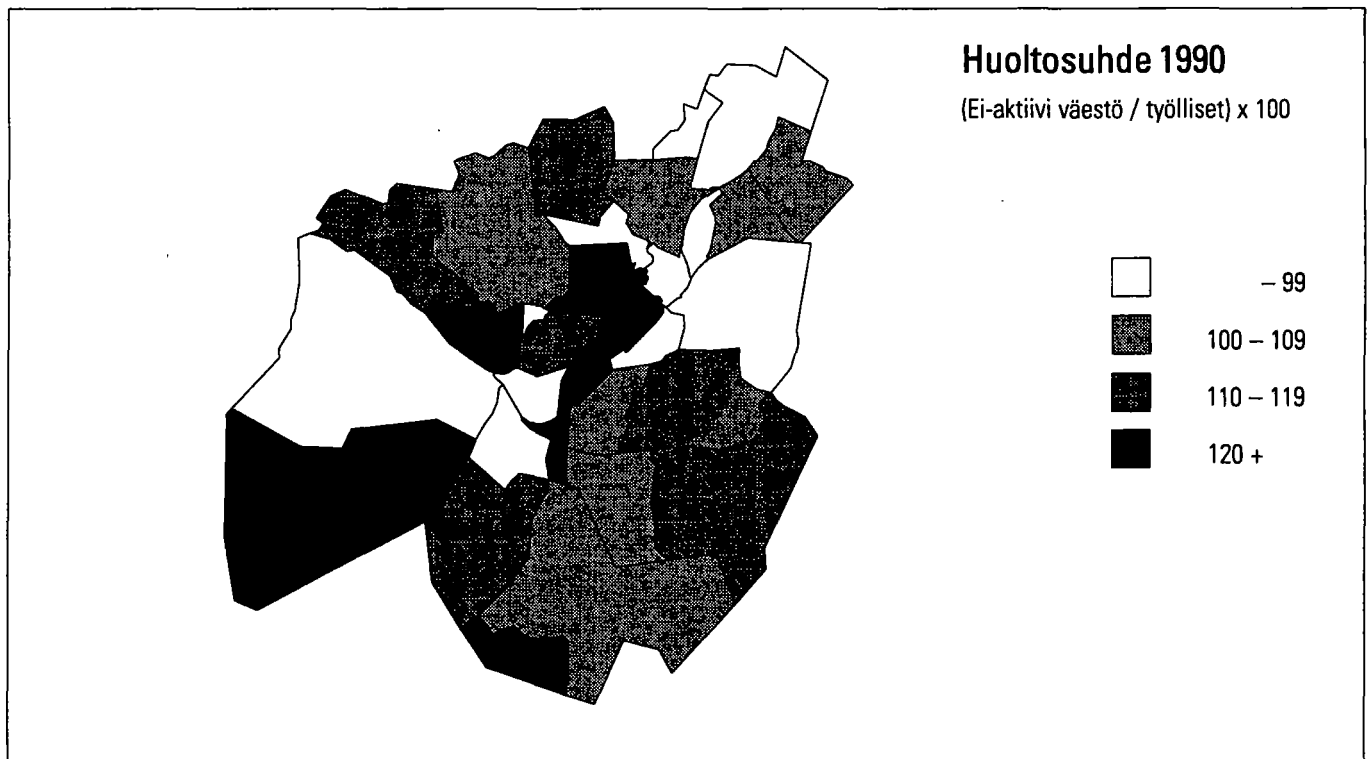 Huoltosuhde 1990
(Ei-aktiivi väestö / työlliset) x 100
– 99
100 – 109
110 – 119
120 +